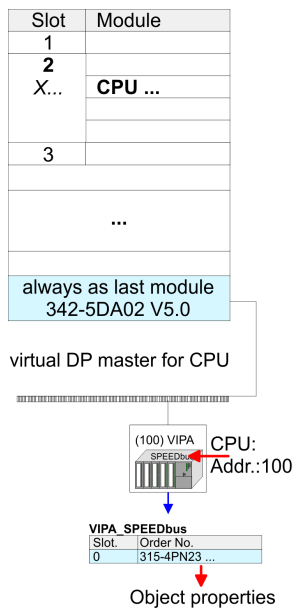 Slot Module
1
2
X... CPU ...
3
...
always as last module
342-5DA02 V5.0
virtual DP master for CPU
(100) VIPA
SPEEDbus
CPU:
Addr.:100
VIPA_SPEEDbus
Slot. Order No.
0 315-4PN23 ...
Object properties